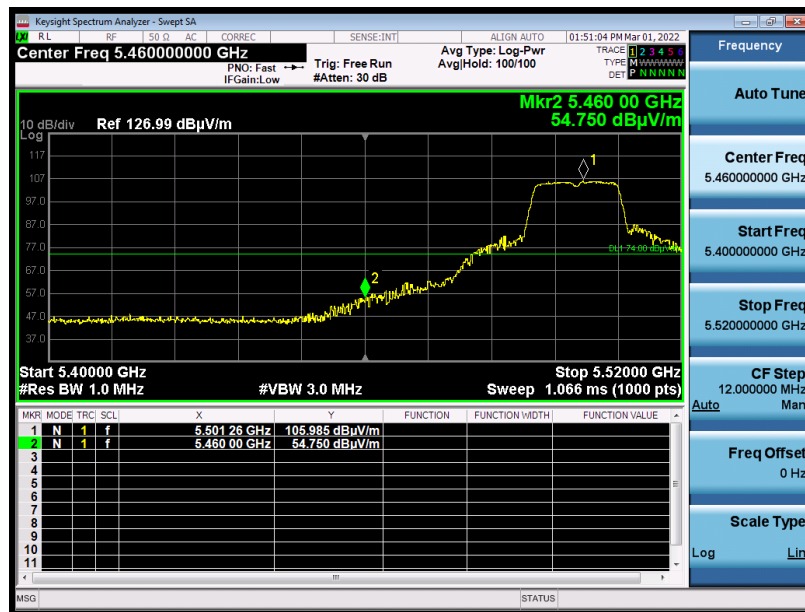 Keysight Spectrum Analyzer - Swept SA
LXI RL RF 50 Ω AC CORREC SENSE:INT ALIGN AUTO 01:51:04 PM Mar 01, 2022
Center Freq 5.460000000 GHz
PNO: Fast
IFGain:Low
Trig: Free Run
#Atten: 30 dB
Avg Type: Log-Pwr
Avg|Hold: 100/100
TRACE 1 2 3 4 5 6
TYPE M W W W W W
DET P N N N N N
Mkr2 5.460 00 GHz
54.750 dBµV/m
10 dB/div Ref 126.99 dBµV/m
Log
117
107
97.0
87.0
77.0
67.0
57.0
47.0
37.0
1
2
DL1 74.00 dBµV/m
Start 5.40000 GHz Stop 5.52000 GHz
#Res BW 1.0 MHz #VBW 3.0 MHz Sweep 1.066 ms (1000 pts)
MKR MODE TRC SCL X Y FUNCTION FUNCTION WIDTH FUNCTION VALUE
1 N 1 f 5.501 26 GHz 105.985 dBµV/m
2 N 1 f 5.460 00 GHz 54.750 dBµV/m
3
4
5
6
7
8
9
10
11
MSG STATUS
Frequency
Auto Tune
Center Freq
5.460000000 GHz
Start Freq
5.400000000 GHz
Stop Freq
5.520000000 GHz
CF Step
12.000000 MHz
Auto Man
Freq Offset
0 Hz
Scale Type
Log Lin